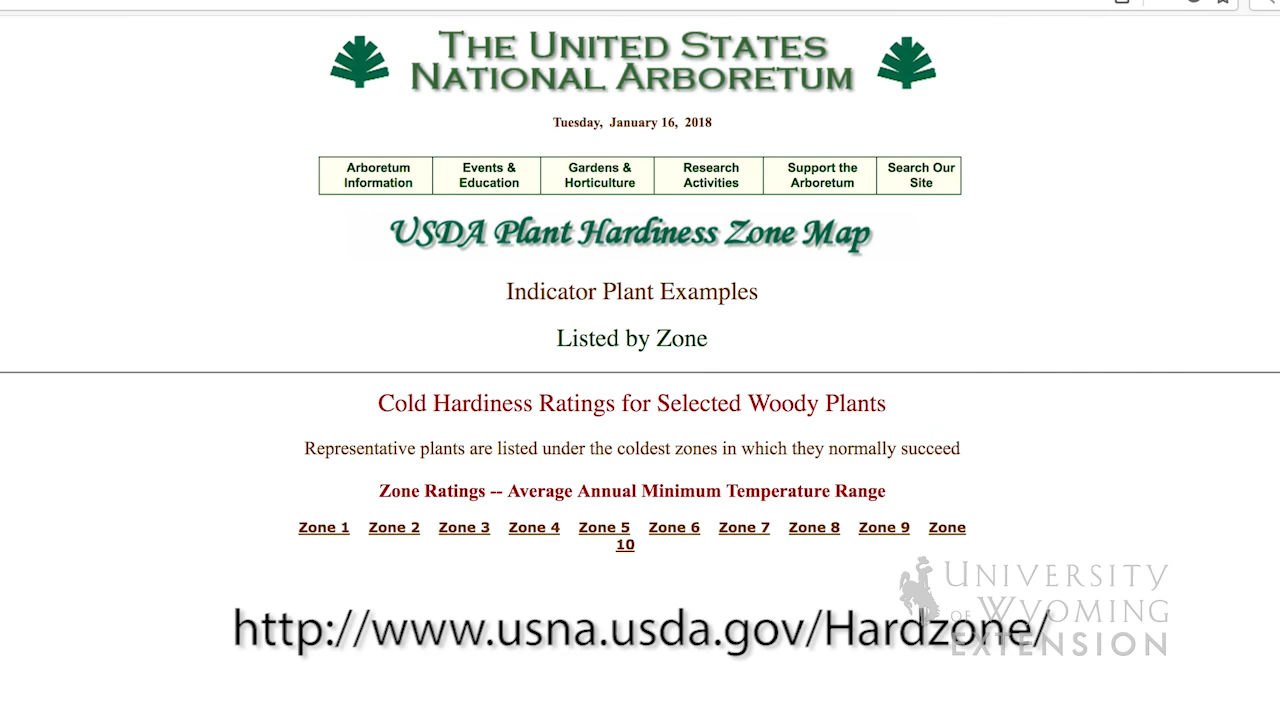 THE UNITED STATES
NATIONAL ARBORETUM
Tuesday, January 16, 2018
Arboretum Information
Events & Education
Gardens & Horticulture
Research Activities
Support the Arboretum
Search Our Site
USDA Plant Hardiness Zone Map
Indicator Plant Examples
Listed by Zone
Cold Hardiness Ratings for Selected Woody Plants
Representative plants are listed under the coldest zones in which they normally succeed
Zone Ratings -- Average Annual Minimum Temperature Range
Zone 1 Zone 2 Zone 3 Zone 4 Zone 5 Zone 6 Zone 7 Zone 8 Zone 9 Zone
10
http://www.usna.usda.gov/Hardzone/
UNIVERSITY
OF WYOMING
EXTENSION